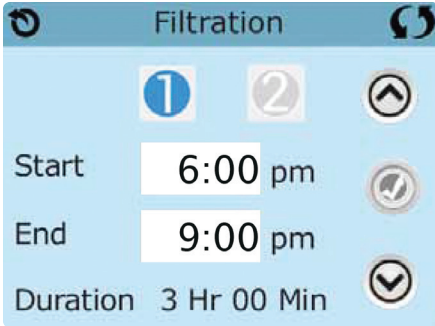 Filtration
1 2
Start 6:00 pm
End 9:00 pm
Duration 3 Hr 00 Min